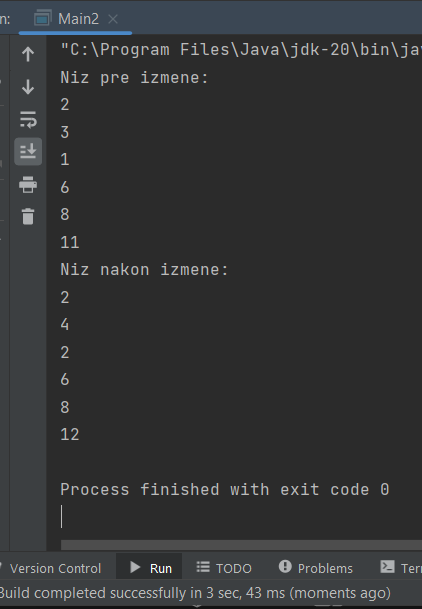 n:
Main2
"C:\Program Files\Java\jdk-20\bin\jav
Niz pre izmene:
2
3
1
6
8
11
Niz nakon izmene:
2
4
2
6
8
12
Process finished with exit code 0
Version Control
Run
TODO
Problems
Terr
Build completed successfully in 3 sec, 43 ms (moments ago)